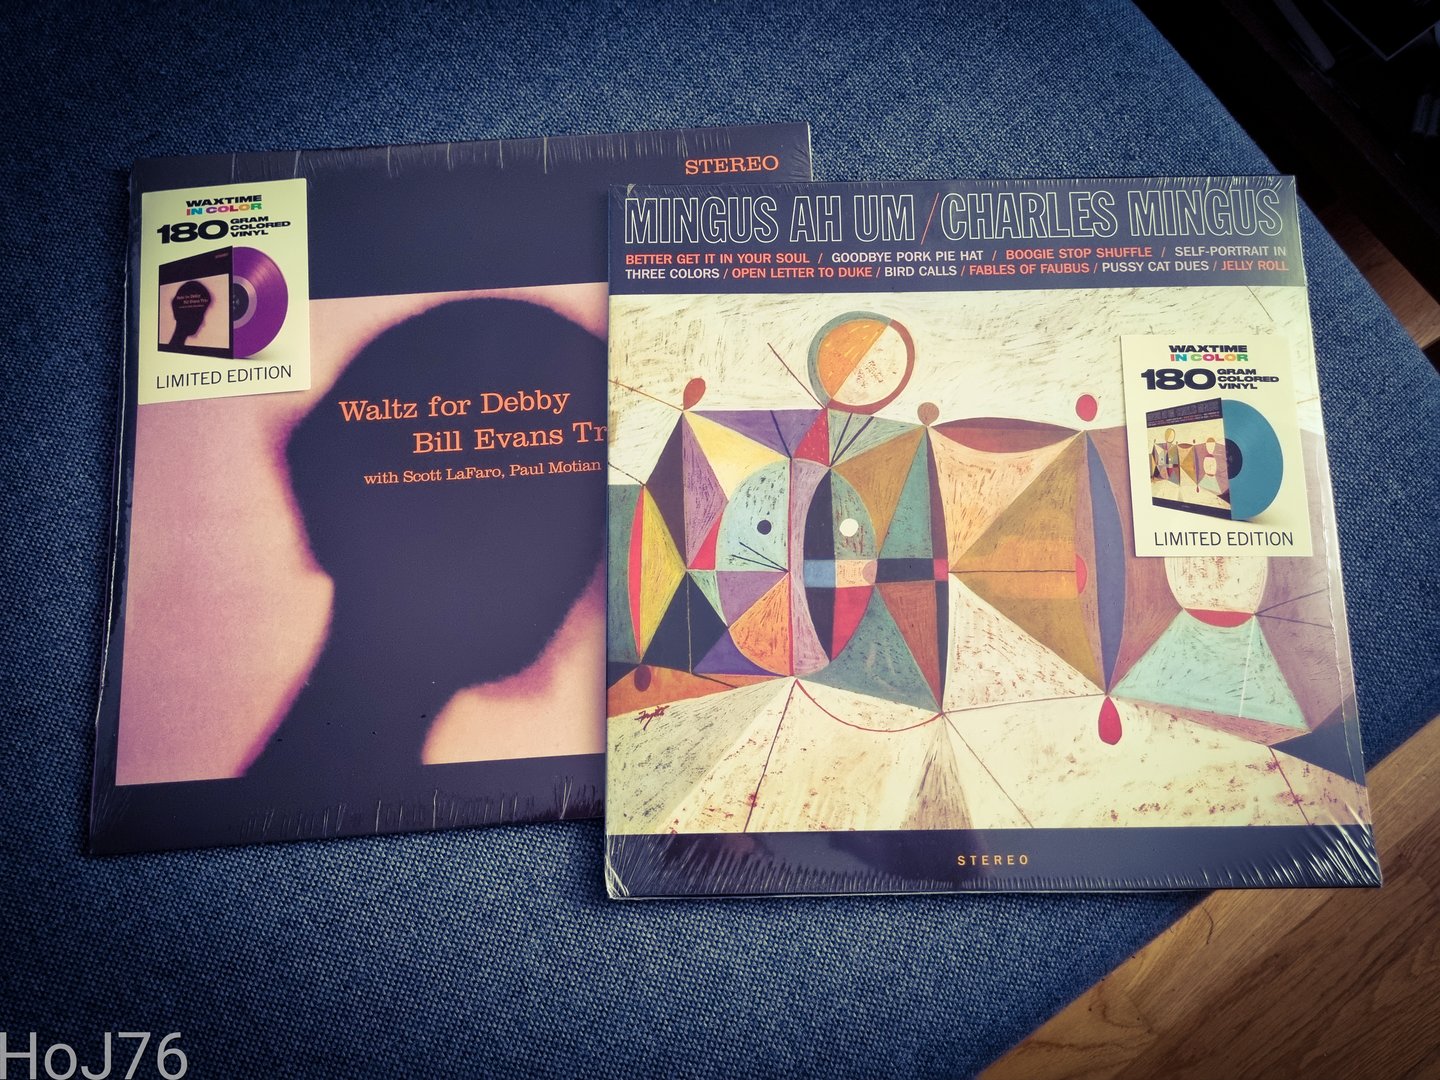 STEREO
WAXTIME
IN COLOR
180 GRAM
COLORED
VINYL
LIMITED EDITION
Waltz for Debby
Bill Evans Tr
with Scott LaFaro, Paul Motian
MINGUS AH UM / CHARLES MINGUS
BETTER GET IT IN YOUR SOUL / GOODBYE PORK PIE HAT / BOOGIE STOP SHUFFLE / SELF-PORTRAIT IN
THREE COLORS / OPEN LETTER TO DUKE / BIRD CALLS / FABLES OF FAUBUS / PUSSY CAT DUES / JELLY ROLL
WAXTIME
IN COLOR
180 GRAM
COLORED
VINYL
LIMITED EDITION
STEREO
HoJ76